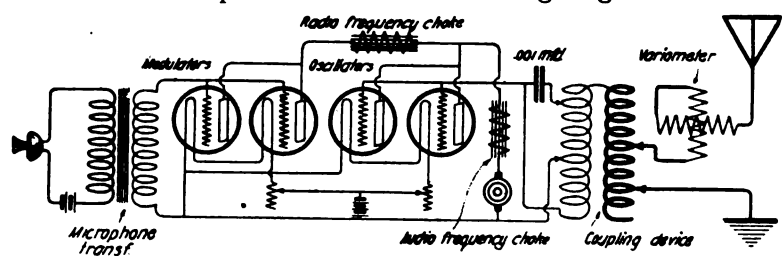 Radio frequency choke
Modulators
Oscillators
.001 mfd
Variometer
Microphone
transf.
Audio frequency choke
Coupling device